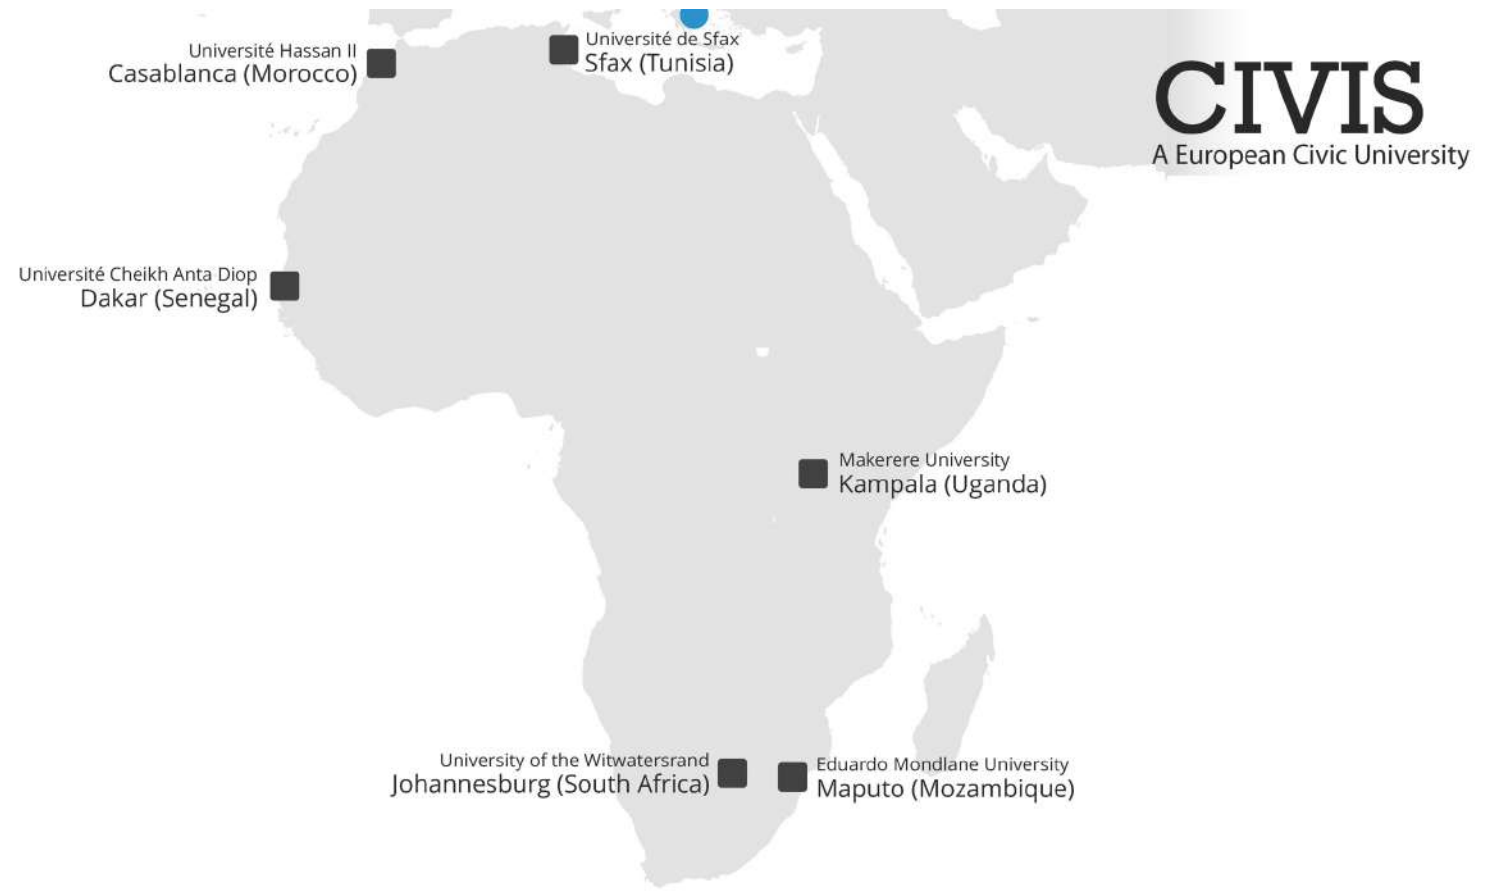 Université de Sfax
Sfax (Tunisia)
Université Hassan II
Casablanca (Morocco)
CIVIS
A European Civic University
Université Cheikh Anta Diop
Dakar (Senegal)
Makerere University
Kampala (Uganda)
University of the Witwatersrand
Johannesburg (South Africa)
Eduardo Mondlane University
Maputo (Mozambique)